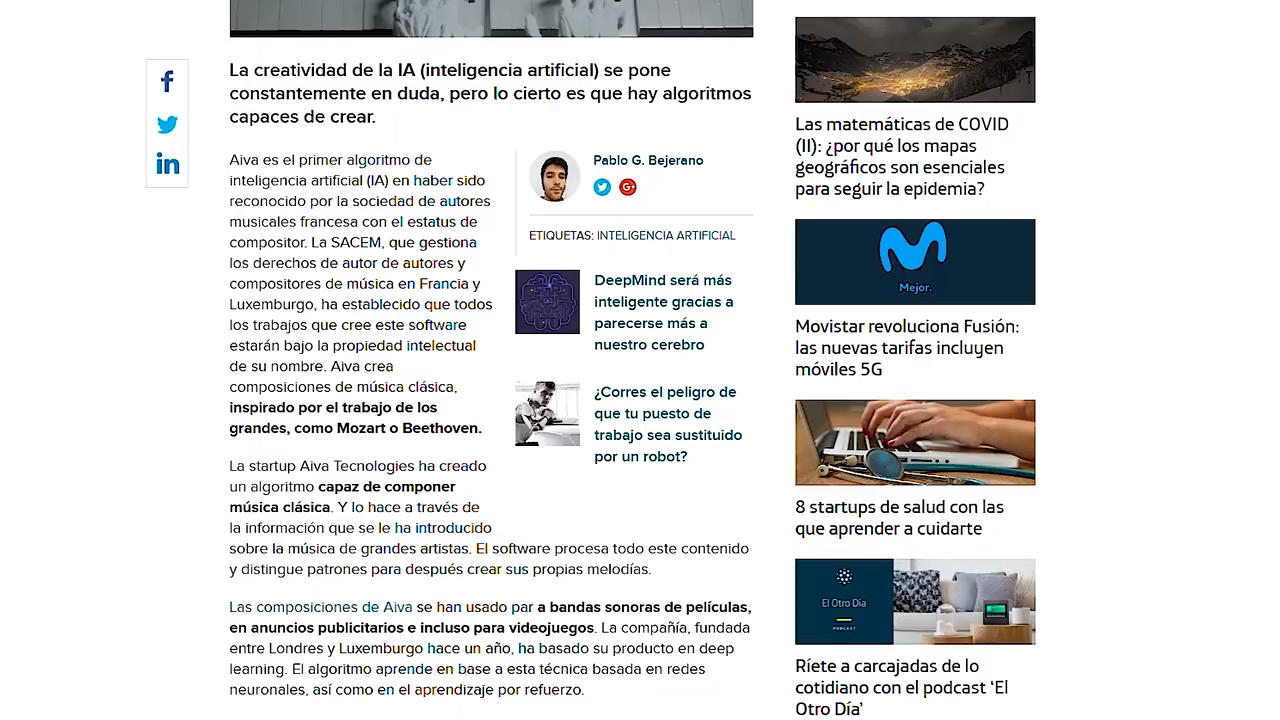 La creatividad de la IA (inteligencia artificial) se pone
constantemente en duda, pero lo cierto es que hay algoritmos
capaces de crear.
Aiva es el primer algoritmo de
inteligencia artificial (IA) en haber sido
reconocido por la sociedad de autores
musicales francesa con el estatus de
compositor. La SACEM, que gestiona
los derechos de autor de autores y
compositores de música en Francia y
Luxemburgo, ha establecido que todos
los trabajos que cree este software
estarán bajo la propiedad intelectual
de su nombre. Aiva crea
composiciones de música clásica,
inspirado por el trabajo de los
grandes, como Mozart o Beethoven.
La startup Aiva Tecnologies ha creado
un algoritmo capaz de componer
música clásica. Y lo hace a través de
la información que se le ha introducido
sobre la música de grandes artistas. El software procesa todo este contenido
y distingue patrones para después crear sus propias melodías.
Las composiciones de Aiva se han usado par a bandas sonoras de películas,
en anuncios publicitarios e incluso para videojuegos. La compañía, fundada
entre Londres y Luxemburgo hace un año, ha basado su producto en deep
learning. El algoritmo aprende en base a esta técnica basada en redes
neuronales, así como en el aprendizaje por refuerzo.
Pablo G. Bejerano
ETIQUETAS: INTELIGENCIA ARTIFICIAL
DeepMind será más
inteligente gracias a
parecerse más a
nuestro cerebro
¿Corres el peligro de
que tu puesto de
trabajo sea sustituido
por un robot?
Las matemáticas de COVID
(II): ¿por qué los mapas
geográficos son esenciales
para seguir la epidemia?
Mejor.
Movistar revoluciona Fusión:
las nuevas tarifas incluyen
móviles 5G
8 startups de salud con las
que aprender a cuidarte
El Otro Día
PODCAST
Ríete a carcajadas de lo
cotidiano con el podcast ‘El
Otro Día’